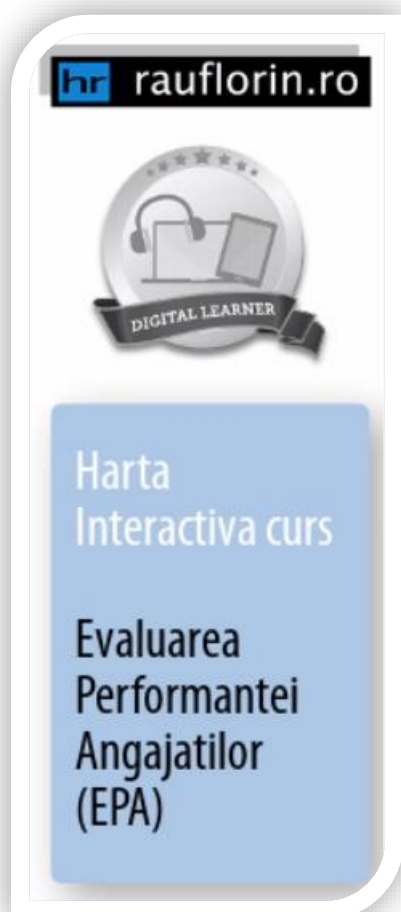 hr rauflorin.ro
DIGITAL LEARNER
Harta
Interactiva curs
Evaluarea
Performantei
Angajatilor
(EPA)